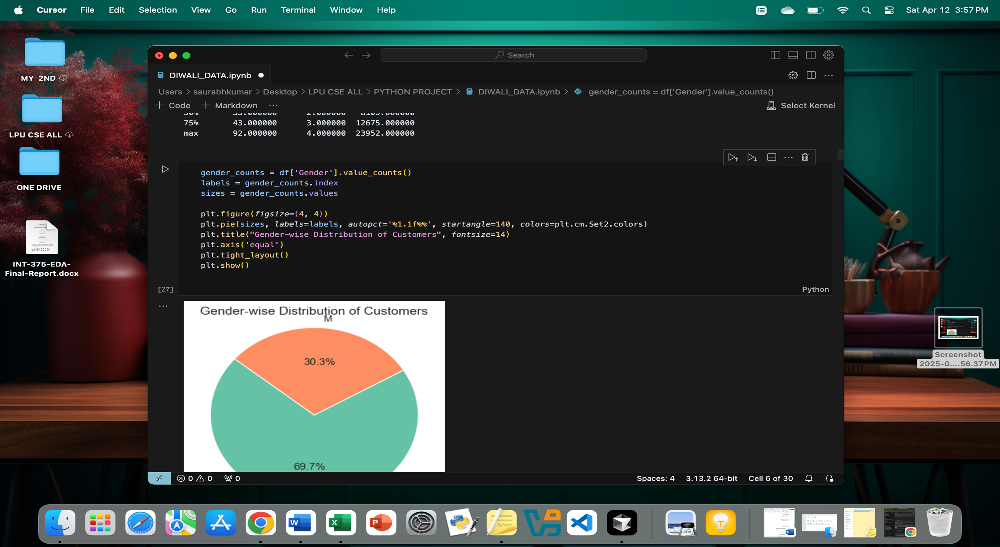 Cursor File Edit Selection View Go Run Terminal Window Help Sat Apr 12 3:57 PM
MY 2ND
LPU CSE ALL
ONE DRIVE
DOCX
INT-375-EDA-
Final-Report.docx
Search
DIWALI_DATA.ipynb
Users > saurabhkumar > Desktop > LPU CSE ALL > PYTHON PROJECT > DIWALI_DATA.ipynb > gender_counts = df['Gender'].value_counts()
+ Code + Markdown ... Select Kernel
50% 33.000000 2.000000 8109.000000
75% 43.000000 3.000000 12675.000000
max 92.000000 4.000000 23952.000000
gender_counts = df['Gender'].value_counts()
labels = gender_counts.index
sizes = gender_counts.values
plt.figure(figsize=(4, 4))
plt.pie(sizes, labels=labels, autopct='%1.1f%%', startangle=140, colors=plt.cm.Set2.colors)
plt.title("Gender-wise Distribution of Customers", fontsize=14)
plt.axis('equal')
plt.tight_layout()
plt.show()
[27] Python
...
Gender-wise Distribution of Customers
M
30.3%
69.7%
0 0 0 Spaces: 4 3.13.2 64-bit Cell 6 of 30
Screenshot
2025-0....56.37 PM
W X P T